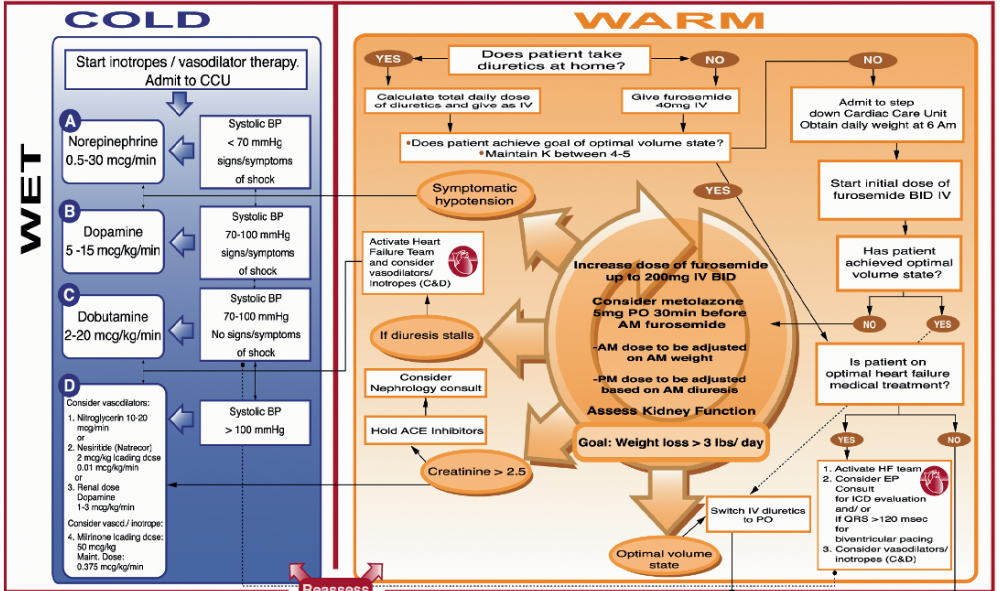 COLD
WARM
WET
Start inotropes / vasodilator therapy.
Admit to CCU
A
Norepinephrine
0.5-30 mcg/min
Systolic BP
< 70 mmHg
signs/symptoms
of shock
B
Dopamine
5 -15 mcg/kg/min
Systolic BP
70-100 mmHg
signs/symptoms
of shock
C
Dobutamine
2-20 mcg/kg/min
Systolic BP
70-100 mmHg
No signs/symptoms
of shock
D
Consider vascdilators:
1. Nitroglycerin 10-20
mcg/min
or
2. Nesiritide (Natrecor)
2 mcg/kg loading dcse
0.01 mcg/kg/min
or
3. Renal dose
Dopamine
1-3 mcg/kg/min
Consider vascd./ inotrope:
4. Milrinone loading dose:
50 mcg/kg
Maint. Dose:
0.375 mcg/kg/min
Systolic BP
> 100 mmHg
Does patient take
diuretics at home?
YES
NO
Calculate total daily dose
of diuretics and give as IV
Give furosemide
40mg IV
•Does patient achieve goal of optimal volume state?
•Maintain K between 4-5
NO
YES
Admit to step
down Cardiac Care Unit
Obtain daily weight at 6 Am
Start initial dose of
furosemide BID IV
Has patient
achieved optimal
volume state?
NO
YES
Symptomatic
hypotension
Activate Heart
Failure Team
and consider
vasodilators/
Inotropes (C&D)
If diuresis stalls
Consider
Nephrology consult
Hold ACE Inhibitors
Creatinine > 2.5
Increase dose of furosemide
up to 200mg IV BID
Consider metolazone
5mg PO 30min before
AM furosemide
-AM dose to be adjusted
on AM weight
-PM dose to be adjusted
based on AM diuresis
Assess Kidney Function
Goal: Weight loss > 3 lbs/ day
Optimal volume
state
Switch IV diuretics
to PO
Is patient on
optimal heart failure
medical treatment?
YES
NO
1. Activate HF team
2. Consider EP
Consult
for ICD evaluation
and/ or
if QRS >120 msec
for
biventricular pacing
3. Consider vasodilators/
inotropes (C&D)
Reassess